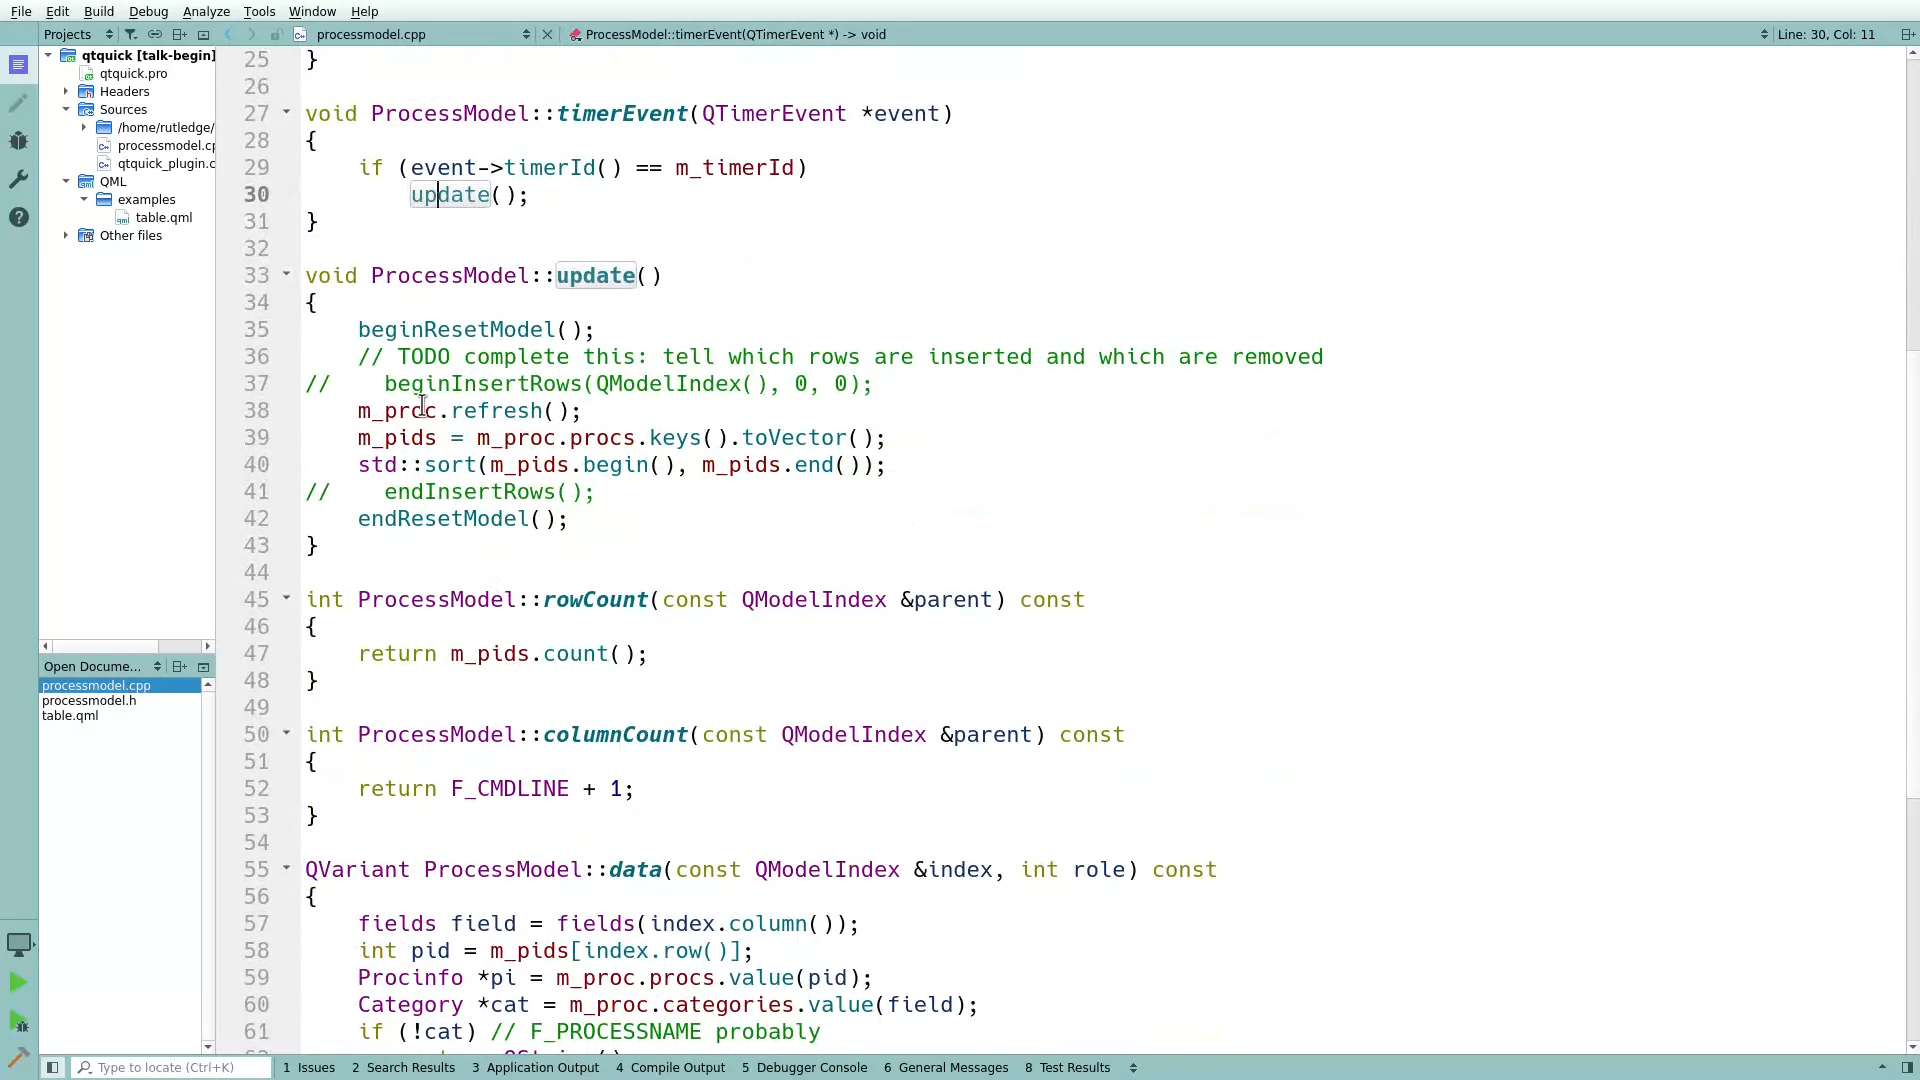 File Edit Build Debug Analyze Tools Window Help
Projects processmodel.cpp ProcessModel::timerEvent(QTimerEvent *) -> void Line: 30, Col: 11
qtquick [talk-begin]
qtquick.pro
Headers
Sources
/home/rutledge/
processmodel.cp
qtquick_plugin.c
QML
examples
table.qml
Other files
Open Docume...
processmodel.cpp
processmodel.h
table.qml
25 }
26
27 void ProcessModel::timerEvent(QTimerEvent *event)
28 {
29 if (event->timerId() == m_timerId)
30 update();
31 }
32
33 void ProcessModel::update()
34 {
35 beginResetModel();
36 // TODO complete this: tell which rows are inserted and which are removed
37 // beginInsertRows(QModelIndex(), 0, 0);
38 m_proc.refresh();
39 m_pids = m_proc.procs.keys().toVector();
40 std::sort(m_pids.begin(), m_pids.end());
41 // endInsertRows();
42 endResetModel();
43 }
44
45 int ProcessModel::rowCount(const QModelIndex &parent) const
46 {
47 return m_pids.count();
48 }
49
50 int ProcessModel::columnCount(const QModelIndex &parent) const
51 {
52 return F_CMDLINE + 1;
53 }
54
55 QVariant ProcessModel::data(const QModelIndex &index, int role) const
56 {
57 fields field = fields(index.column());
58 int pid = m_pids[index.row()];
59 Procinfo *pi = m_proc.procs.value(pid);
60 Category *cat = m_proc.categories.value(field);
61 if (!cat) // F_PROCESSNAME probably
Type to locate (Ctrl+K) 1 Issues 2 Search Results 3 Application Output 4 Compile Output 5 Debugger Console 6 General Messages 8 Test Results